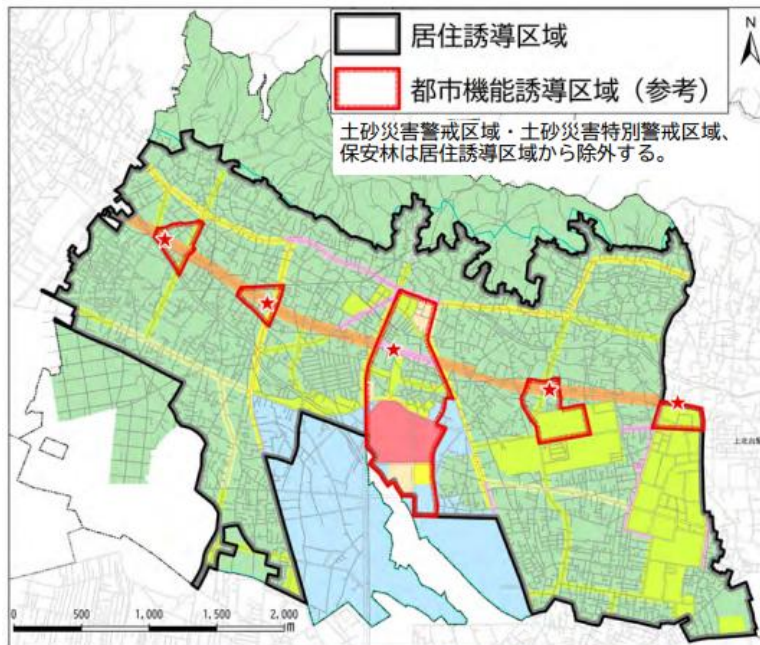 居住誘導区域
都市機能誘導区域（参考）
土砂災害警戒区域・土砂災害特別警戒区域、
保安林は居住誘導区域から除外する。
N
0 500 1,000 1,500 2,000
m